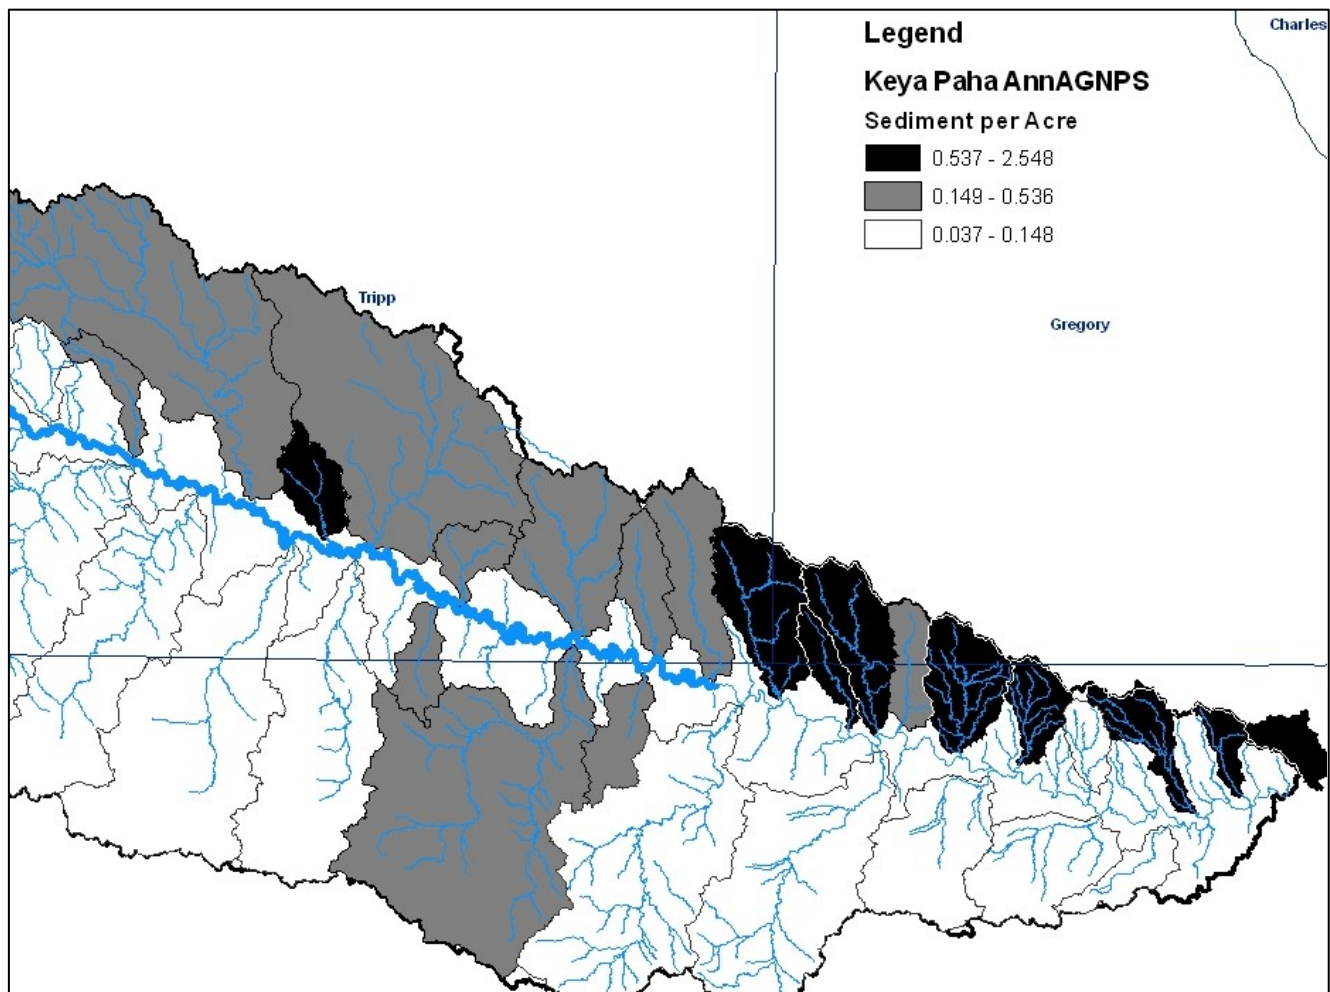 Charles
Legend
Keya Paha AnnAGNPS
Sediment per Acre
0.537 - 2.548
0.149 - 0.536
0.037 - 0.148
Tripp
Gregory